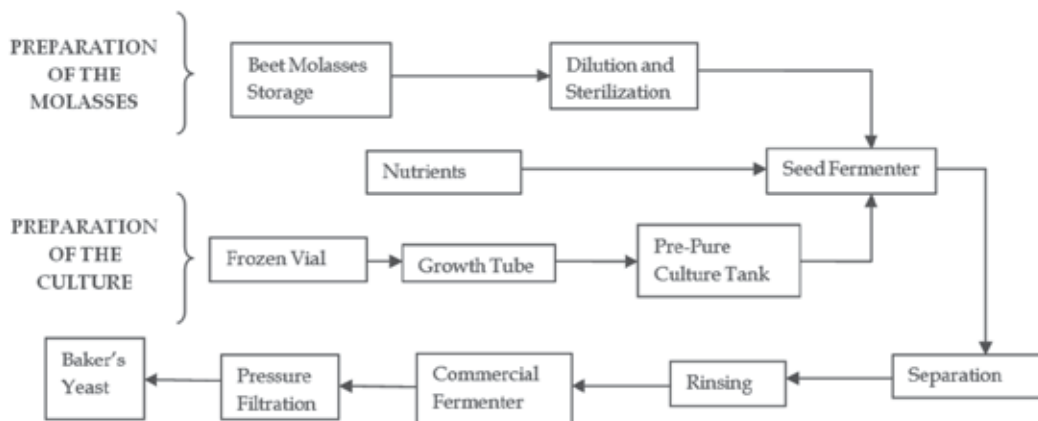 PREPARATION
OF THE
MOLASSES
Beet Molasses
Storage
Dilution and
Sterilization
Nutrients
Seed Fermenter
PREPARATION
OF THE
CULTURE
Frozen Vial
Growth Tube
Pre-Pure
Culture Tank
Baker's
Yeast
Pressure
Filtration
Commercial
Fermenter
Rinsing
Separation